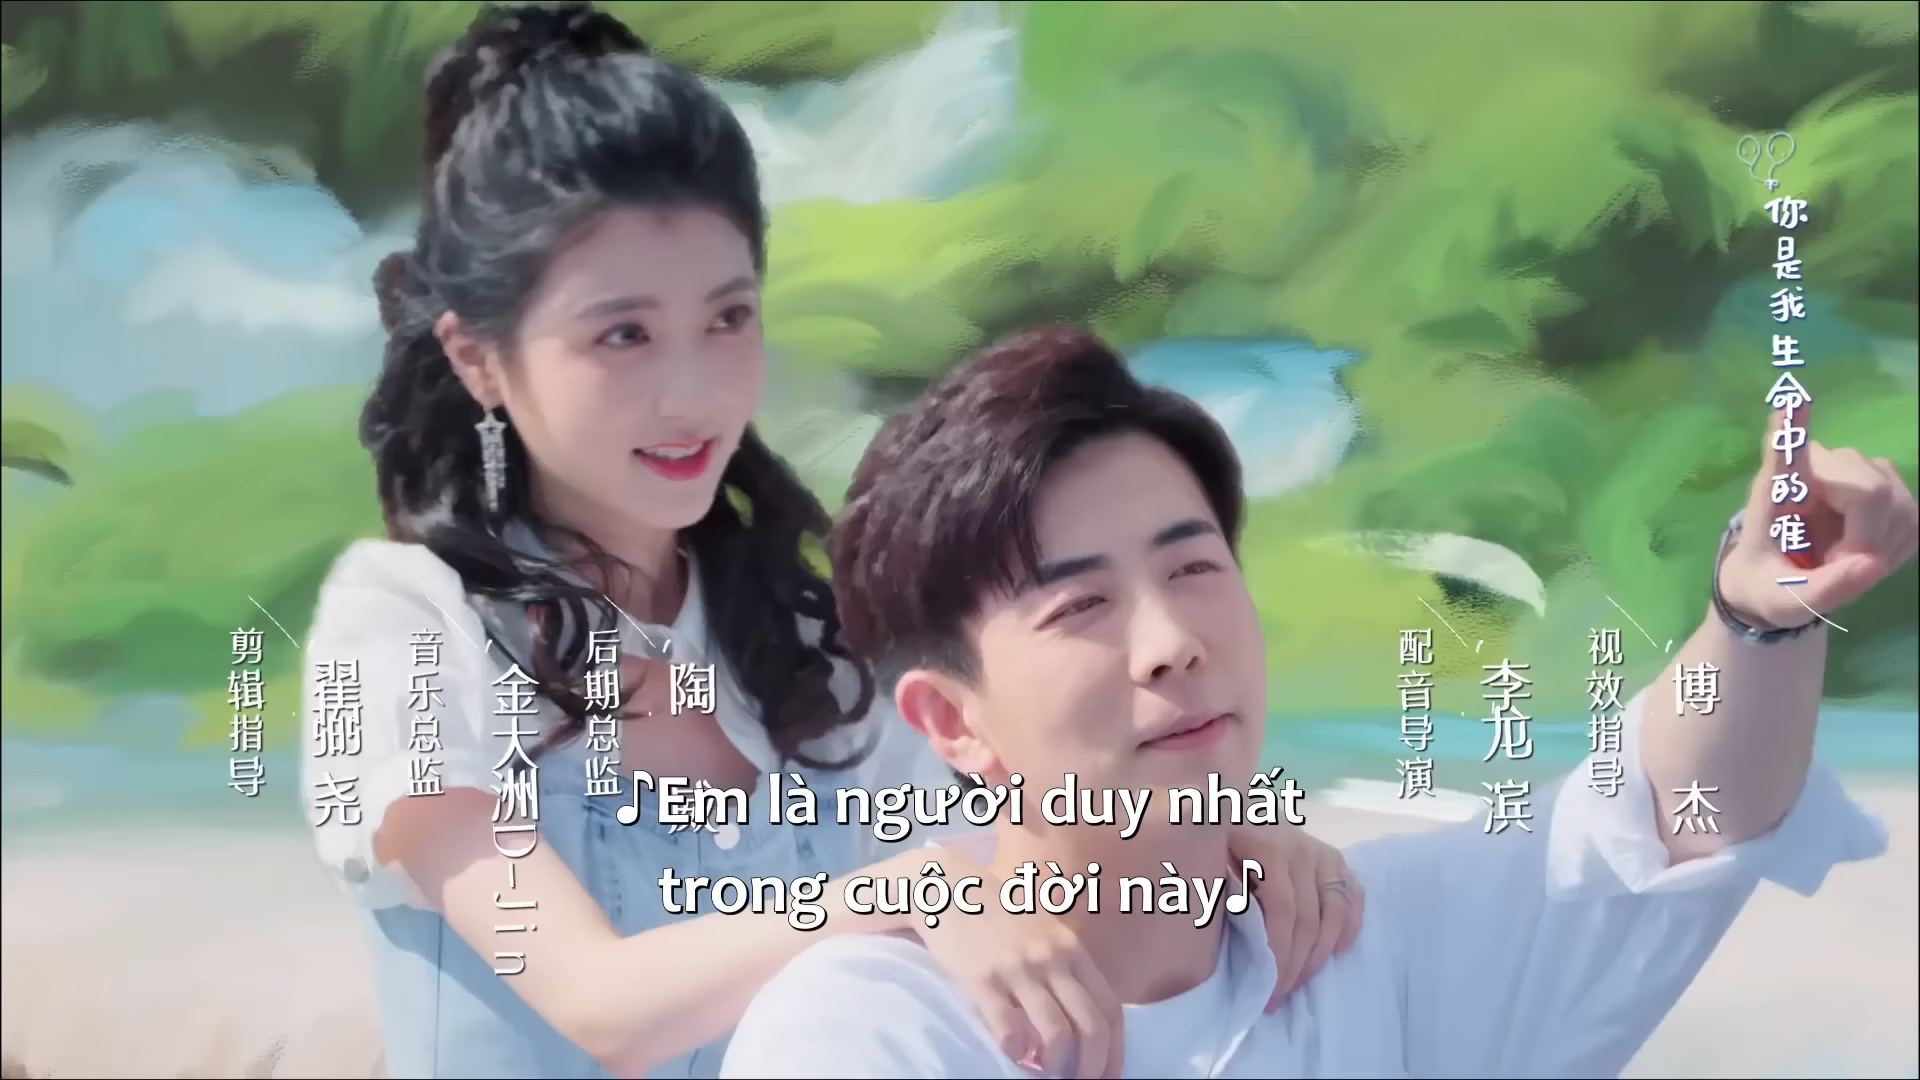 你是我生命中的唯一
剪辑指导
翟弼尧
音乐总监
金大洲D-Jin
后期总监
陶
配音导演
李龙滨
视效指导
博杰
♪Em là người duy nhất
trong cuộc đời này♪